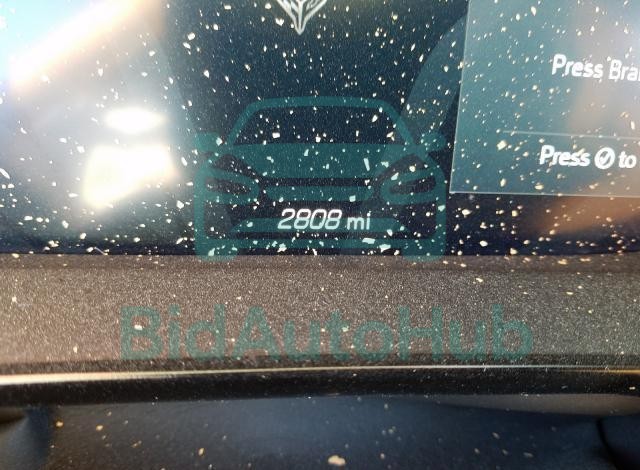 Press Bra
Press to
2808 mi
BidAutoHub